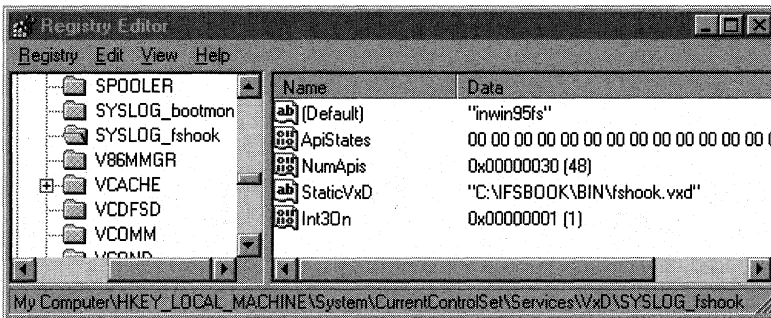 Registry Editor
Registry Edit View Help
SPOOLER
SYSLOG_bootmon
SYSLOG_fshook
V86MMGR
VCACHE
VCDFSD
VCOMM
VCOND
Name Data
(Default) "inwin95fs"
ApiStates 00 00 00 00 00 00 00 00 00 00 00 00 00 00
NumApis 0x00000030 (48)
StaticVxD "C:\IFSBOOK\BIN\fshook.vxd"
Int3On 0x00000001 (1)
My Computer\HKEY_LOCAL_MACHINE\System\CurrentControlSet\Services\VxD\SYSLOG_fshook